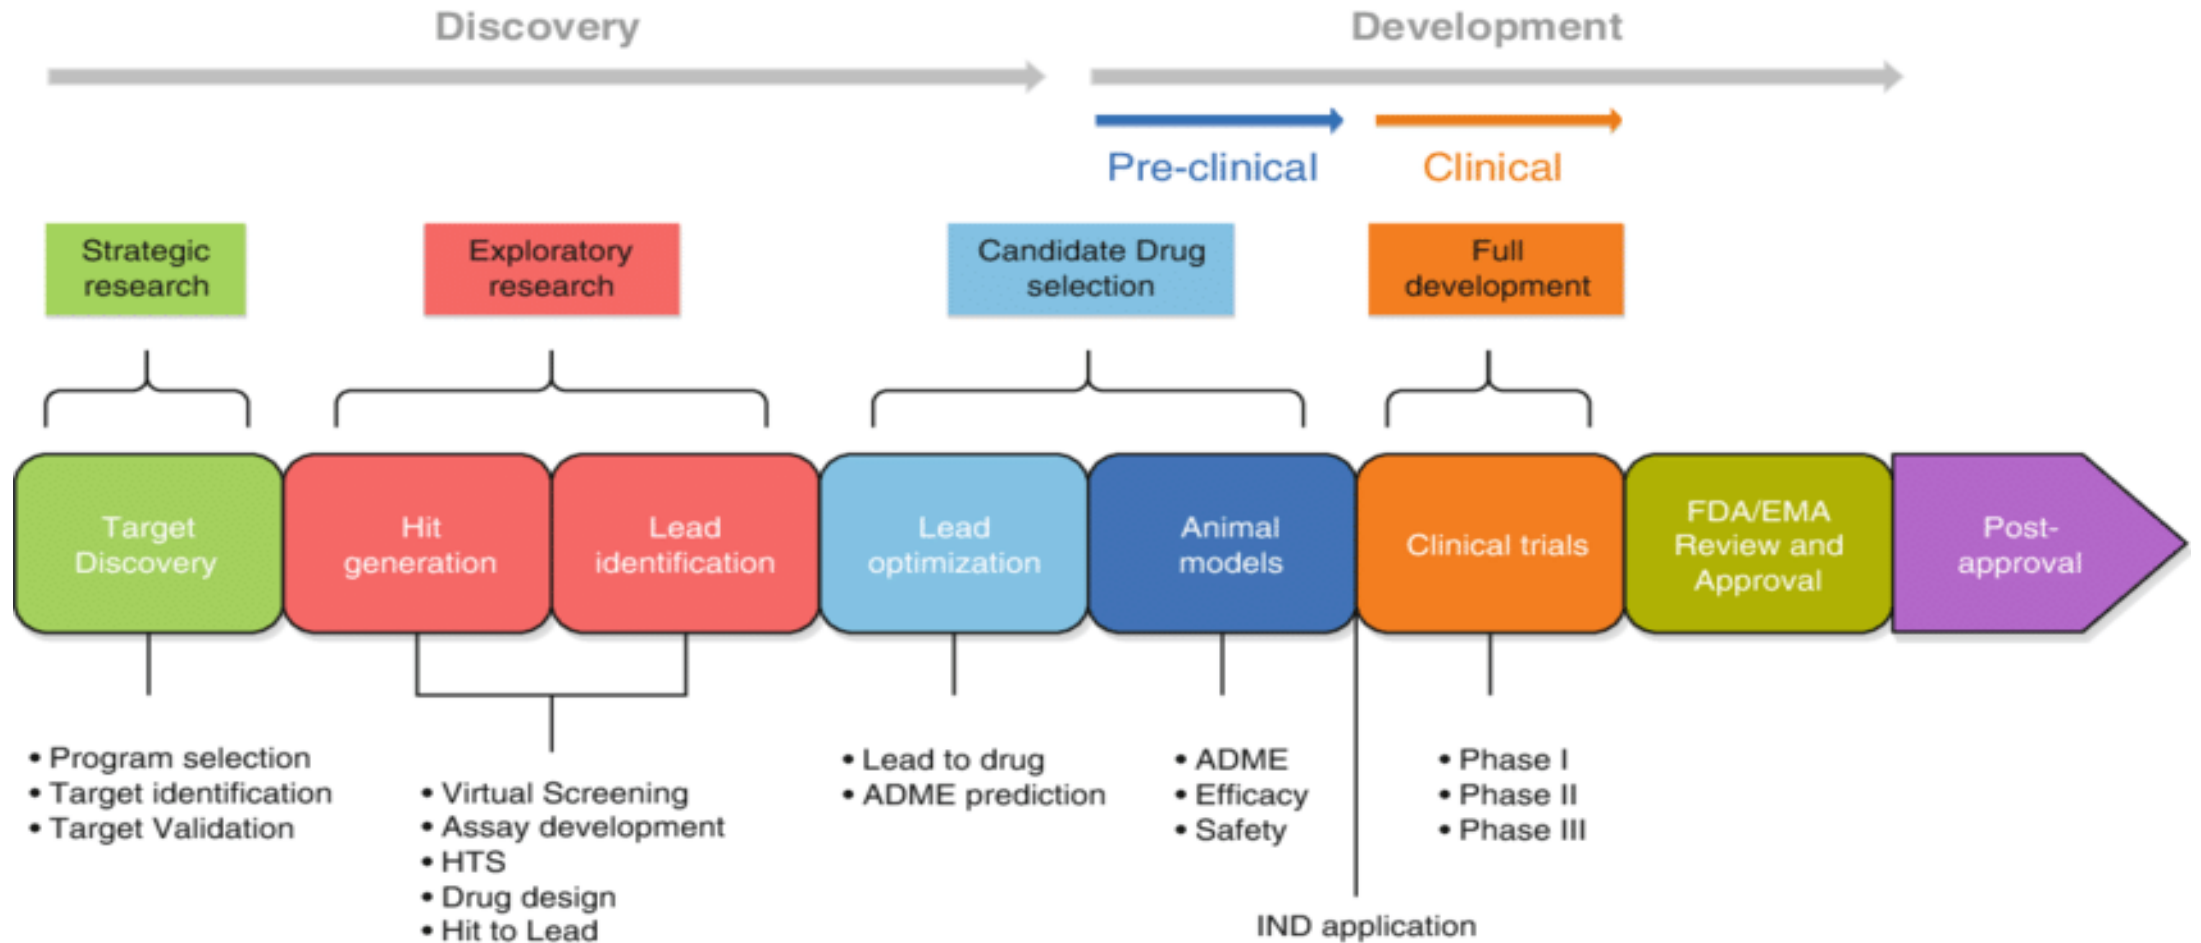 Discovery
Development
Pre-clinical
Clinical
Strategic
research
Exploratory
research
Candidate Drug
selection
Full
development
Target
Discovery
Hit
generation
Lead
identification
Lead
optimization
Animal
models
Clinical trials
FDA/EMA
Review and
Approval
Post-
approval
• Program selection
• Target identification
• Target Validation
• Virtual Screening
• Assay development
• HTS
• Drug design
• Hit to Lead
• Lead to drug
• ADME prediction
• ADME
• Efficacy
• Safety
• Phase I
• Phase II
• Phase III
IND application